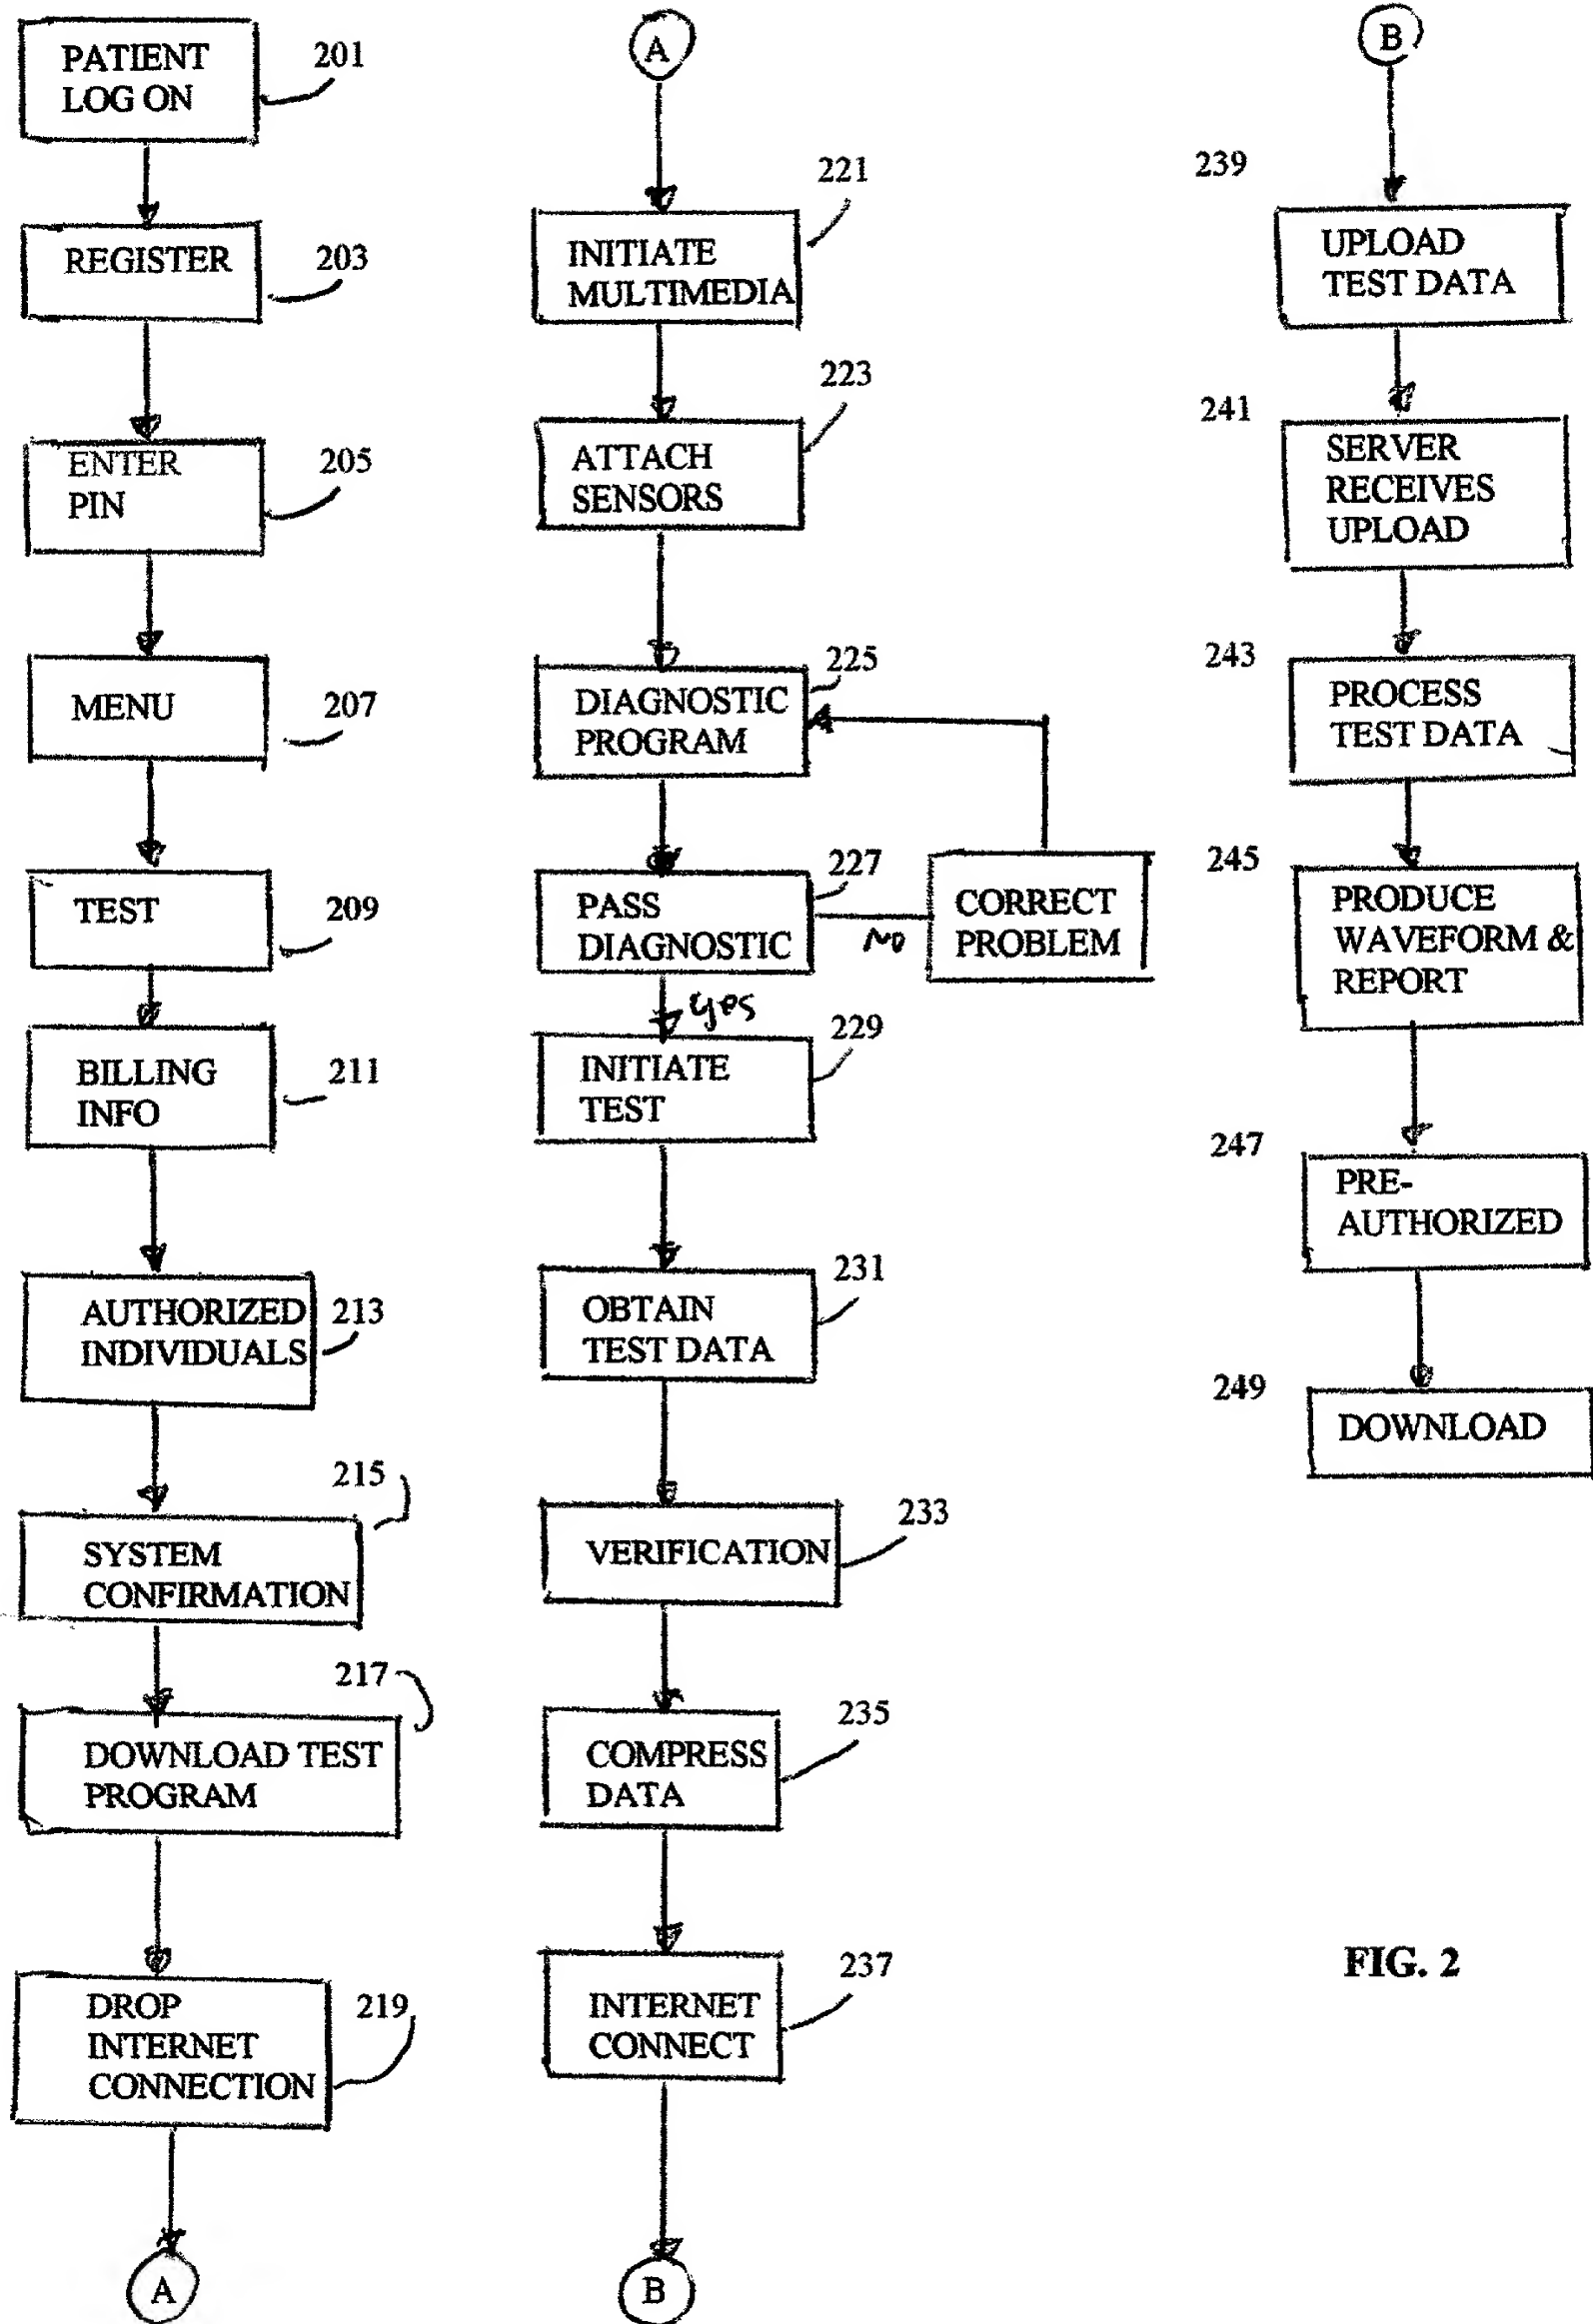 PATIENT
LOG ON
201
REGISTER
203
ENTER
PIN
205
MENU
207
TEST
209
BILLING
INFO
211
AUTHORIZED
INDIVIDUALS
213
215
SYSTEM
CONFIRMATION
217
DOWNLOAD TEST
PROGRAM
DROP
INTERNET
CONNECTION
219
A
A
221
INITIATE
MULTIMEDIA
223
ATTACH
SENSORS
225
DIAGNOSTIC
PROGRAM
227
PASS
DIAGNOSTIC
NO
CORRECT
PROBLEM
yes
229
INITIATE
TEST
231
OBTAIN
TEST DATA
233
VERIFICATION
235
COMPRESS
DATA
237
INTERNET
CONNECT
B
B
239
UPLOAD
TEST DATA
241
SERVER
RECEIVES
UPLOAD
243
PROCESS
TEST DATA
245
PRODUCE
WAVEFORM &
REPORT
247
PRE-
AUTHORIZED
249
DOWNLOAD
FIG. 2